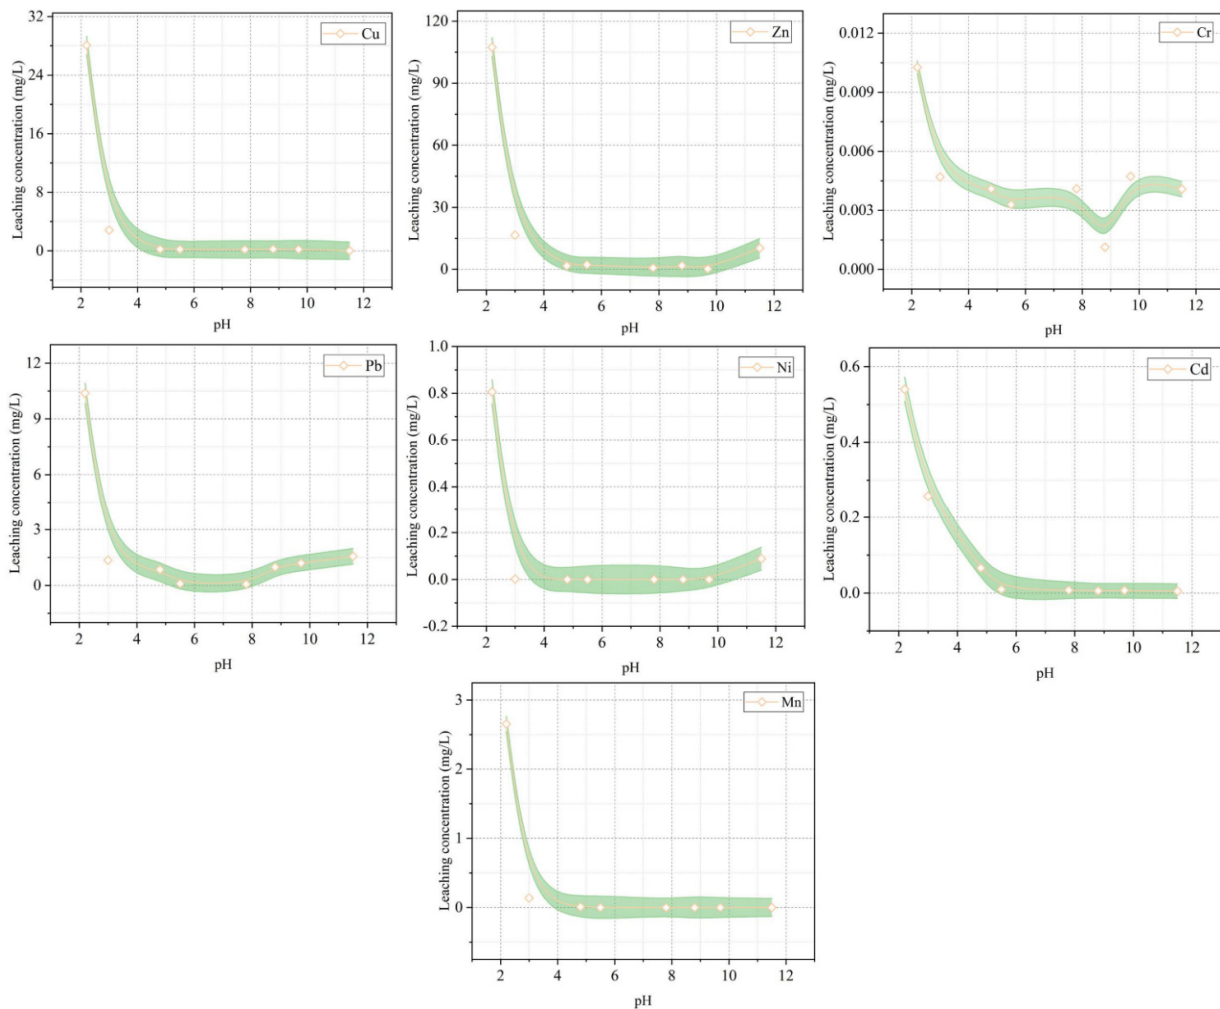 Leaching concentration (mg/L)
32
24
16
8
0
Cu
2 4 6 8 10 12
pH
Leaching concentration (mg/L)
120
90
60
30
0
Zn
2 4 6 8 10 12
pH
Leaching concentration (mg/L)
0.012
0.009
0.006
0.003
0.000
Cr
2 4 6 8 10 12
pH
Leaching concentration (mg/L)
12
9
6
3
0
Pb
2 4 6 8 10 12
pH
Leaching concentration (mg/L)
1.0
0.8
0.6
0.4
0.2
0.0
-0.2
Ni
2 4 6 8 10 12
pH
Leaching concentration (mg/L)
0.6
0.4
0.2
0.0
Cd
2 4 6 8 10 12
pH
Leaching concentration (mg/L)
3
2
1
0
Mn
2 4 6 8 10 12
pH